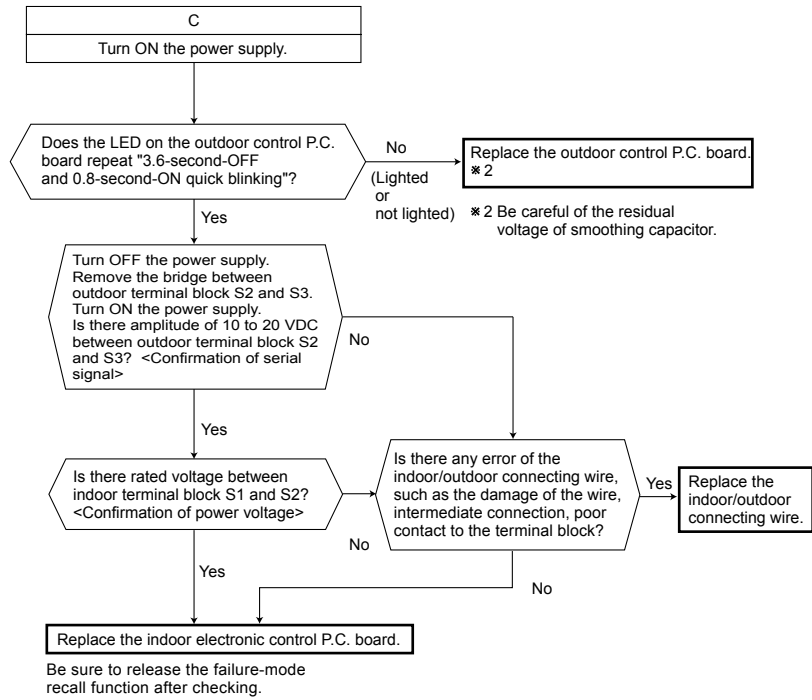 C
Turn ON the power supply.
Does the LED on the outdoor control P.C.
board repeat "3.6-second-OFF
and 0.8-second-ON quick blinking"?
No
(Lighted
or
not lighted)
Replace the outdoor control P.C. board.
※2
※2 Be careful of the residual
voltage of smoothing capacitor.
Yes
Turn OFF the power supply.
Remove the bridge between
outdoor terminal block S2 and S3.
Turn ON the power supply.
Is there amplitude of 10 to 20 VDC
between outdoor terminal block S2
and S3? <Confirmation of serial
signal>
No
Yes
Is there rated voltage between
indoor terminal block S1 and S2?
<Confirmation of power voltage>
No
Is there any error of the
indoor/outdoor connecting wire,
such as the damage of the wire,
intermediate connection, poor
contact to the terminal block?
Yes
Replace the
indoor/outdoor
connecting wire.
Yes
No
Replace the indoor electronic control P.C. board.
Be sure to release the failure-mode
recall function after checking.